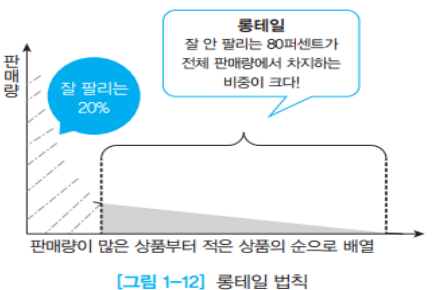 롱테일
잘 안 팔리는 80퍼센트가
전체 판매량에서 차지하는
비중이 크다!
판매량
잘 팔리는
20%
판매량이 많은 상품부터 적은 상품의 순으로 배열
[그림 1-12] 롱테일 법칙